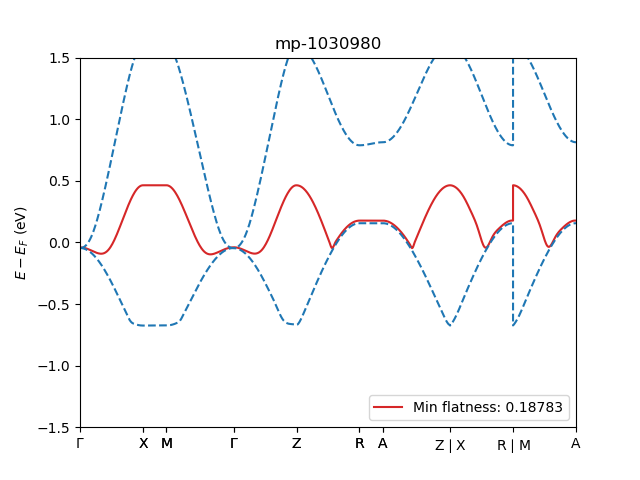 mp-1030980
1.5
1.0
0.5
0.0
−0.5
−1.0
−1.5
E − E_F (eV)
Min flatness: 0.18783
Γ X M Γ Z R A Z | X R | M A